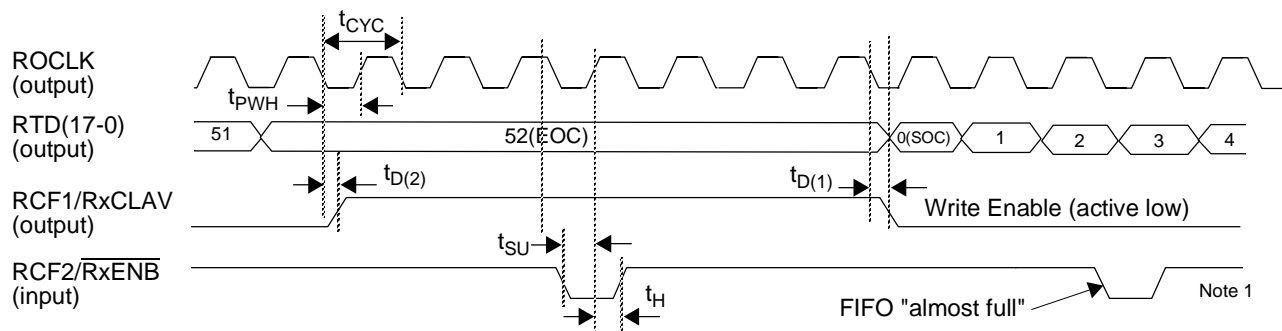 tCYC
ROCLK
(output)
tPWH
RTD(17-0)
(output)
51
52(EOC)
0(SOC)
1
2
3
4
tD(2)
tD(1)
RCF1/RxCLAV
(output)
Write Enable (active low)
tSU
RCF2/RxENB
(input)
tH
FIFO "almost full"
Note 1